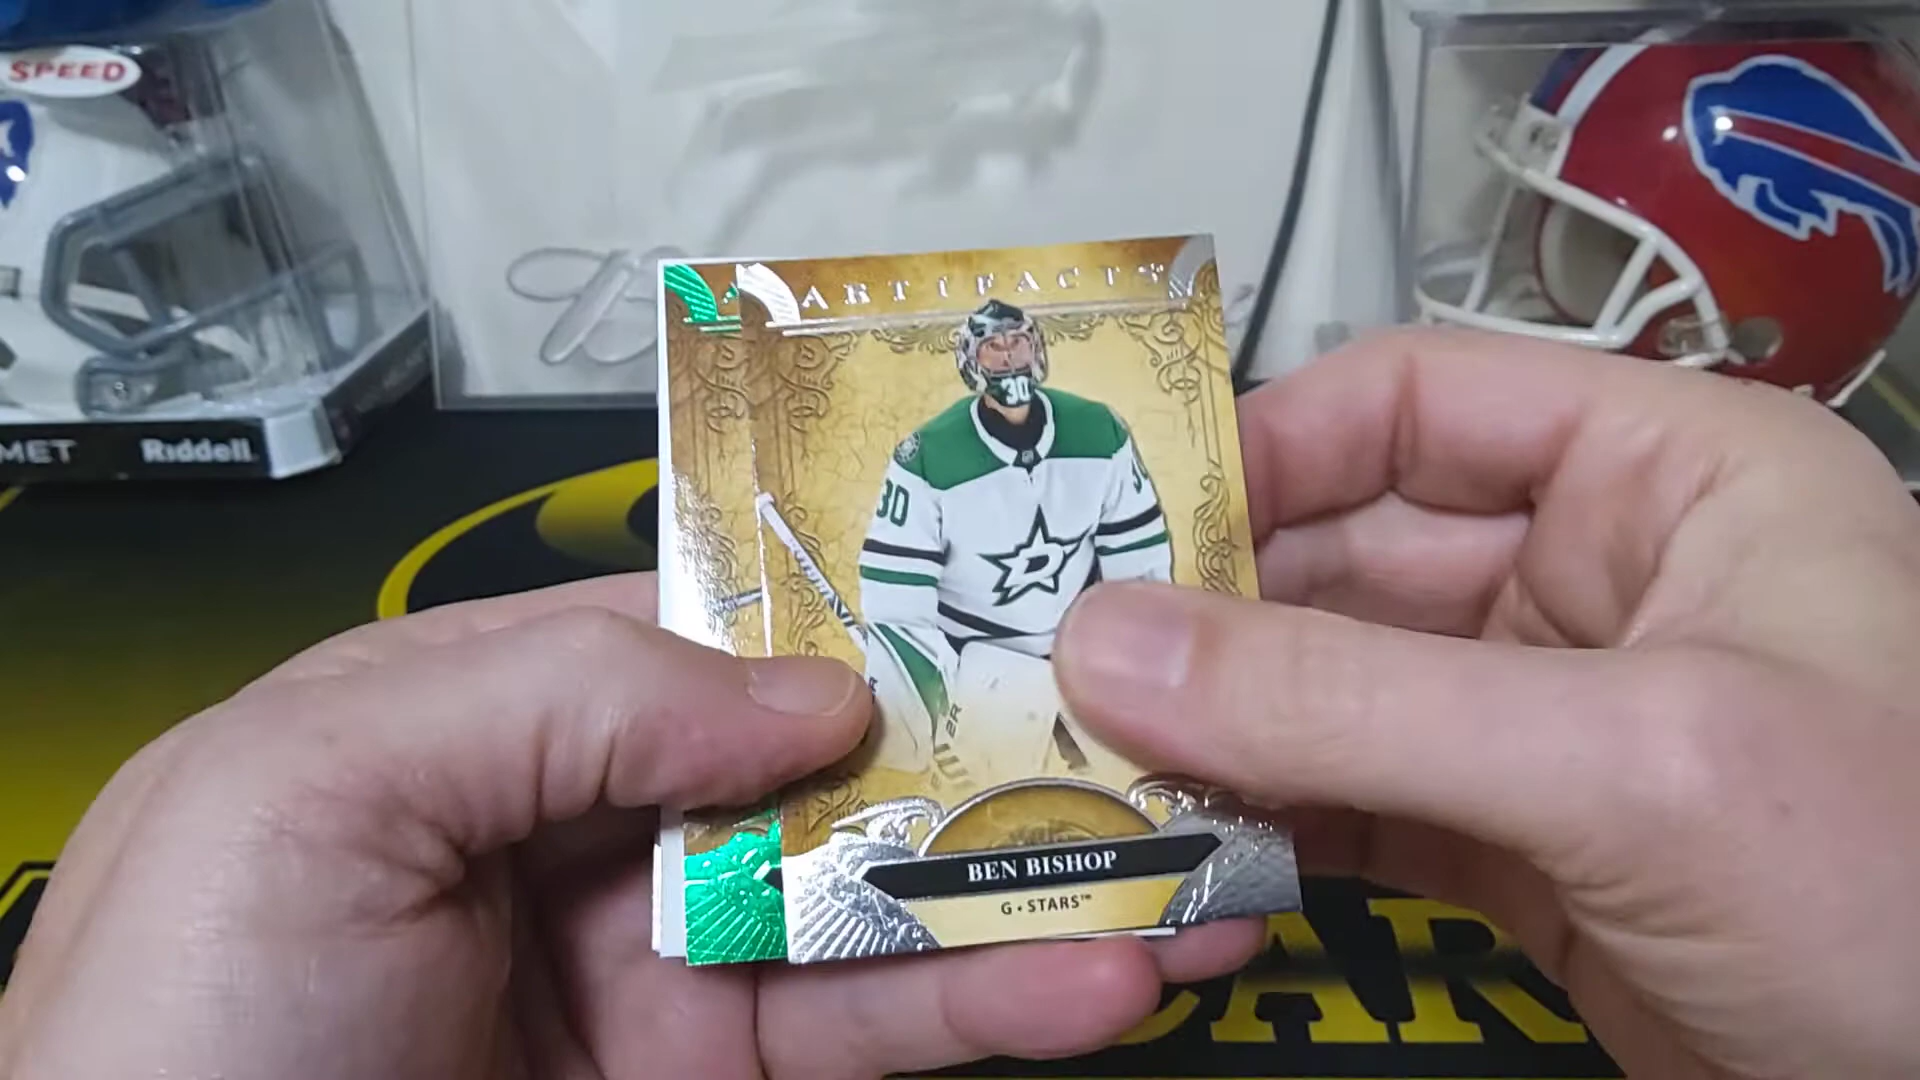 SPEED
MET Riddell
ARTIFACTS
30
30
BEN BISHOP
G • STARS™
CAR